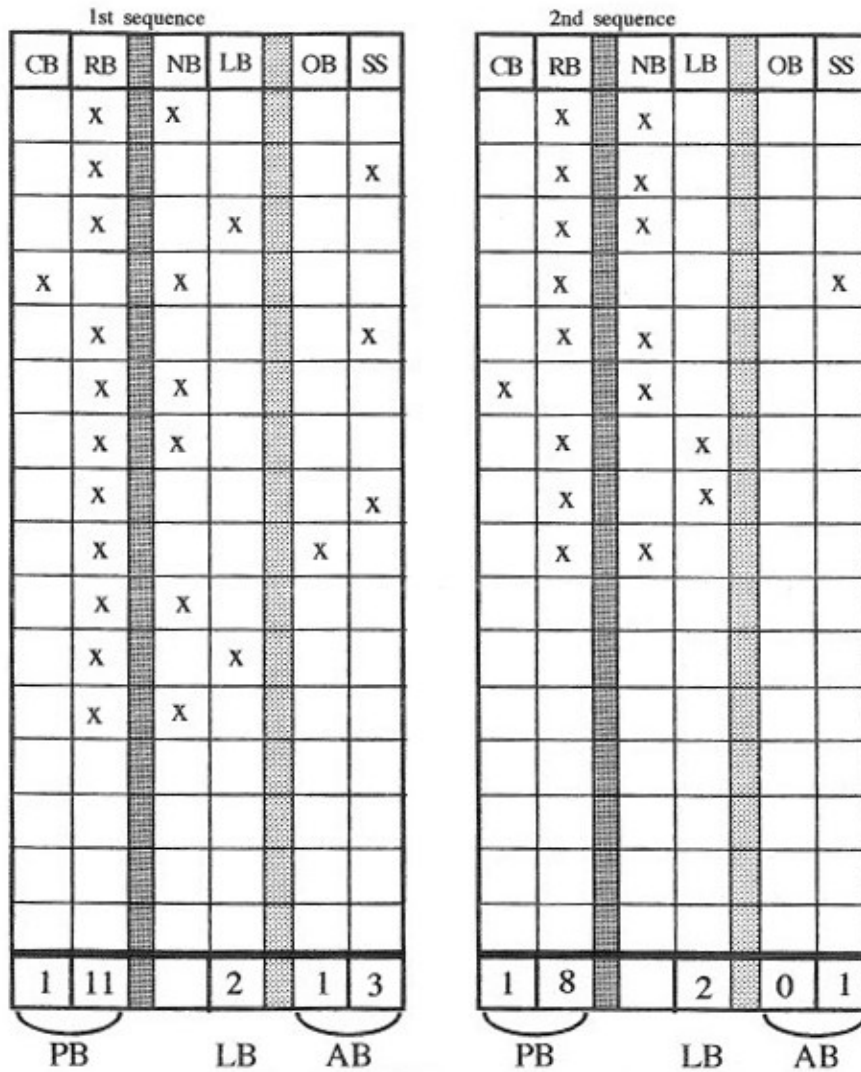 1st sequence 2nd sequence
CB RB NB LB OB SS CB RB NB LB OB SS
X X X X
X X X X
X X X X
X X X X
X X X X
X X X X
X X X X
X X X X
X X X X
X X
X X
X X
1 11 2 1 3 1 8 2 0 1
PB LB AB PB LB AB